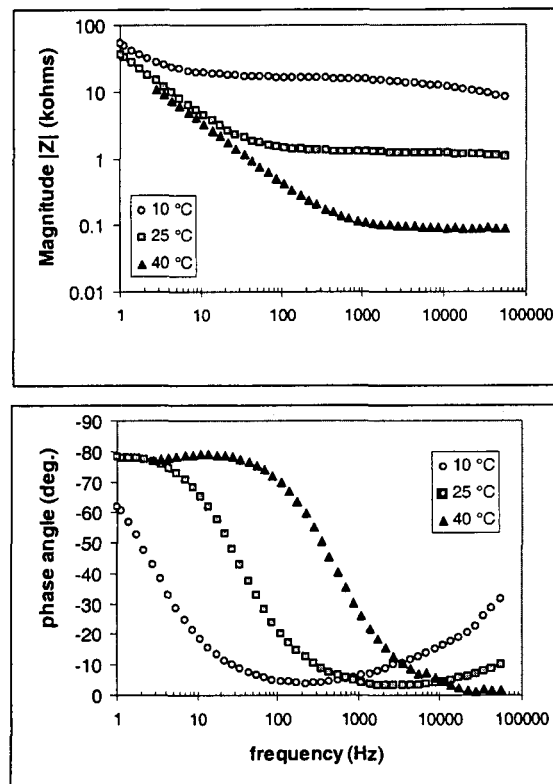 Magnitude |Z| (kohms)
100
10
1
0.1
0.01
10 °C
25 °C
40 °C
1 10 100 1000 10000 100000
phase angle (deg.)
-90
-80
-70
-60
-50
-40
-30
-20
-10
0
10 °C
25 °C
40 °C
1 10 100 1000 10000 100000
frequency (Hz)